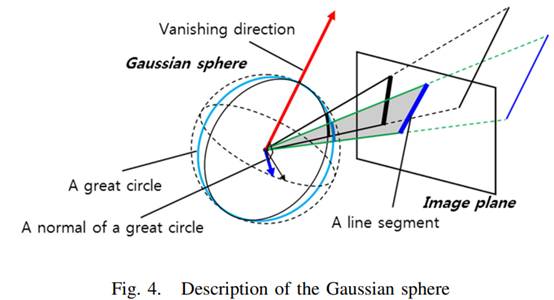 Vanishing direction
Gaussian sphere
A great circle
A normal of a great circle
A line segment
Image plane
Fig. 4. Description of the Gaussian sphere